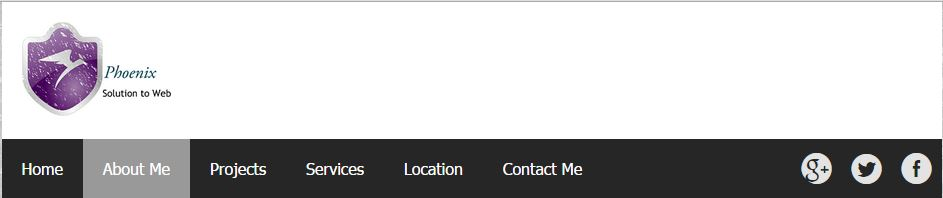 Phoenix
Solution to Web
Home About Me Projects Services Location Contact Me g+ f